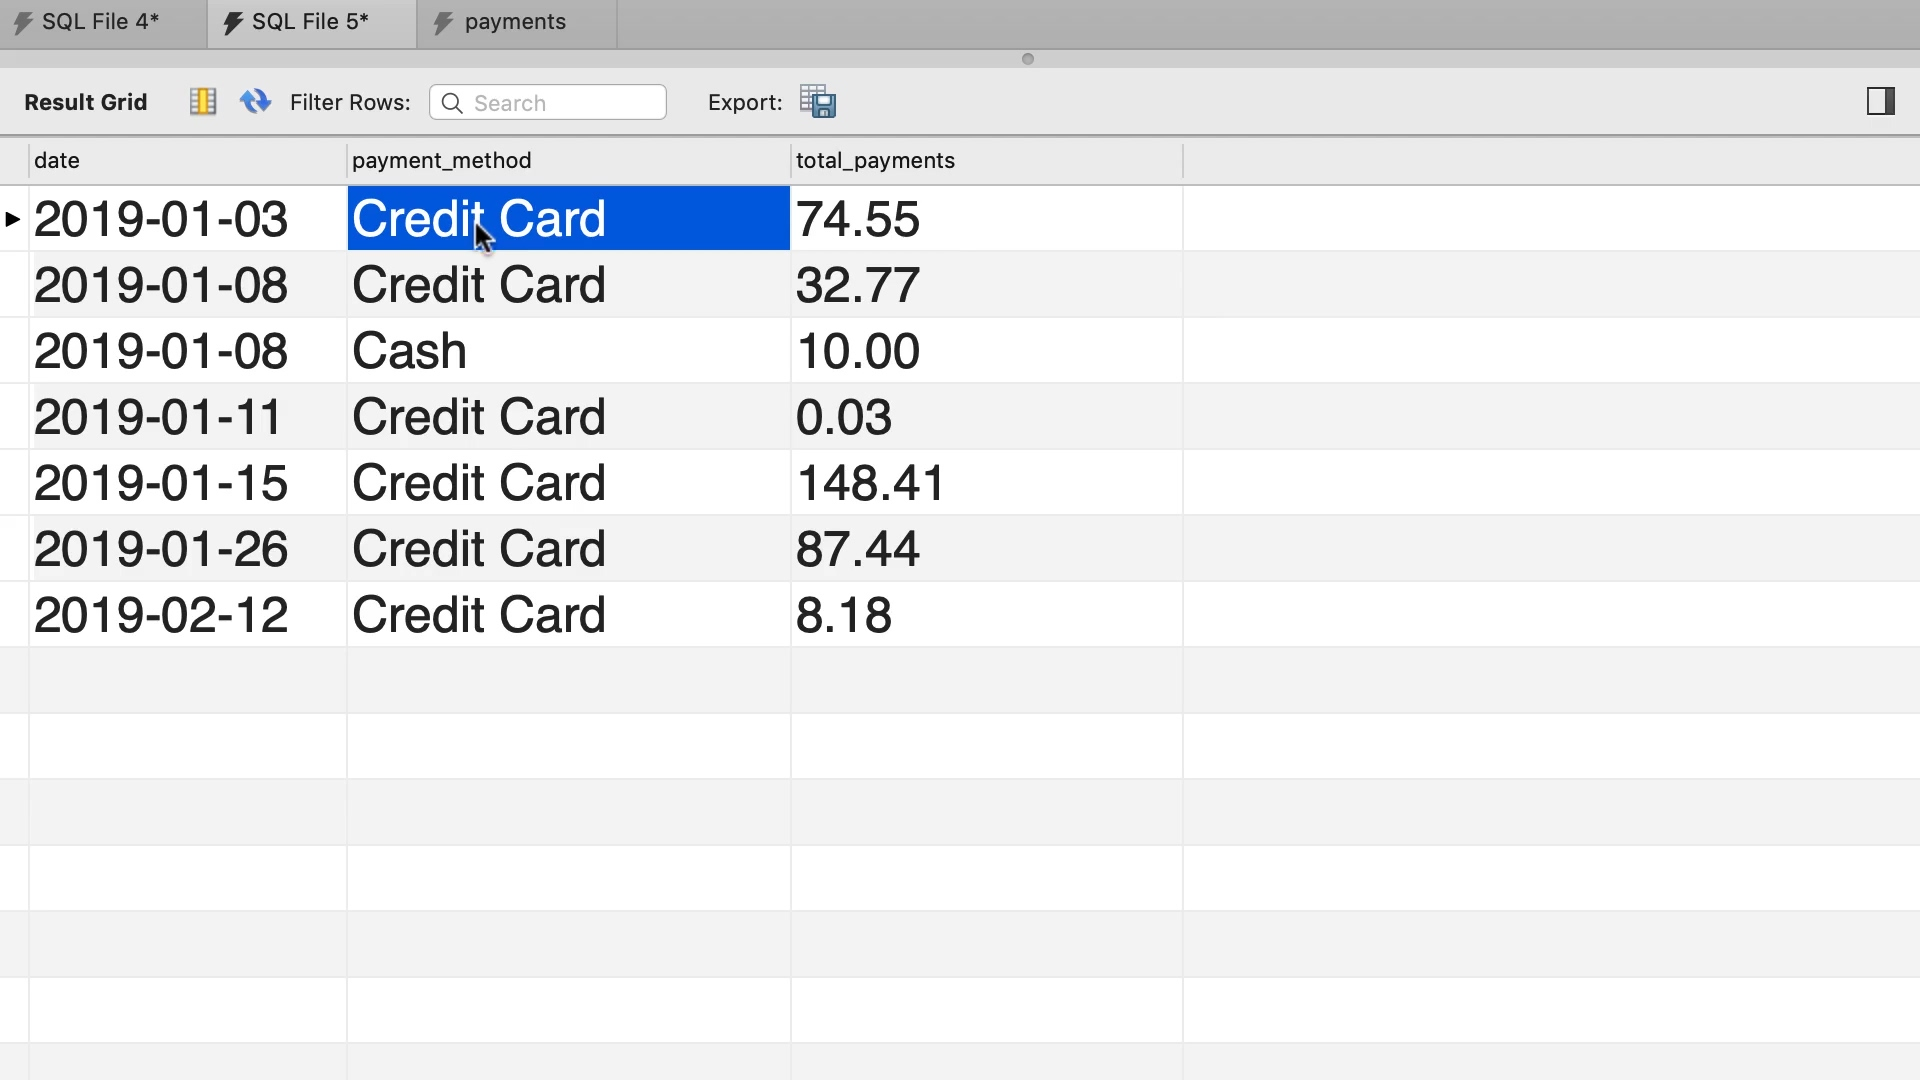 SQL File 4* SQL File 5* payments
Result Grid Filter Rows: Search Export:
date payment_method total_payments
2019-01-03 Credit Card 74.55
2019-01-08 Credit Card 32.77
2019-01-08 Cash 10.00
2019-01-11 Credit Card 0.03
2019-01-15 Credit Card 148.41
2019-01-26 Credit Card 87.44
2019-02-12 Credit Card 8.18